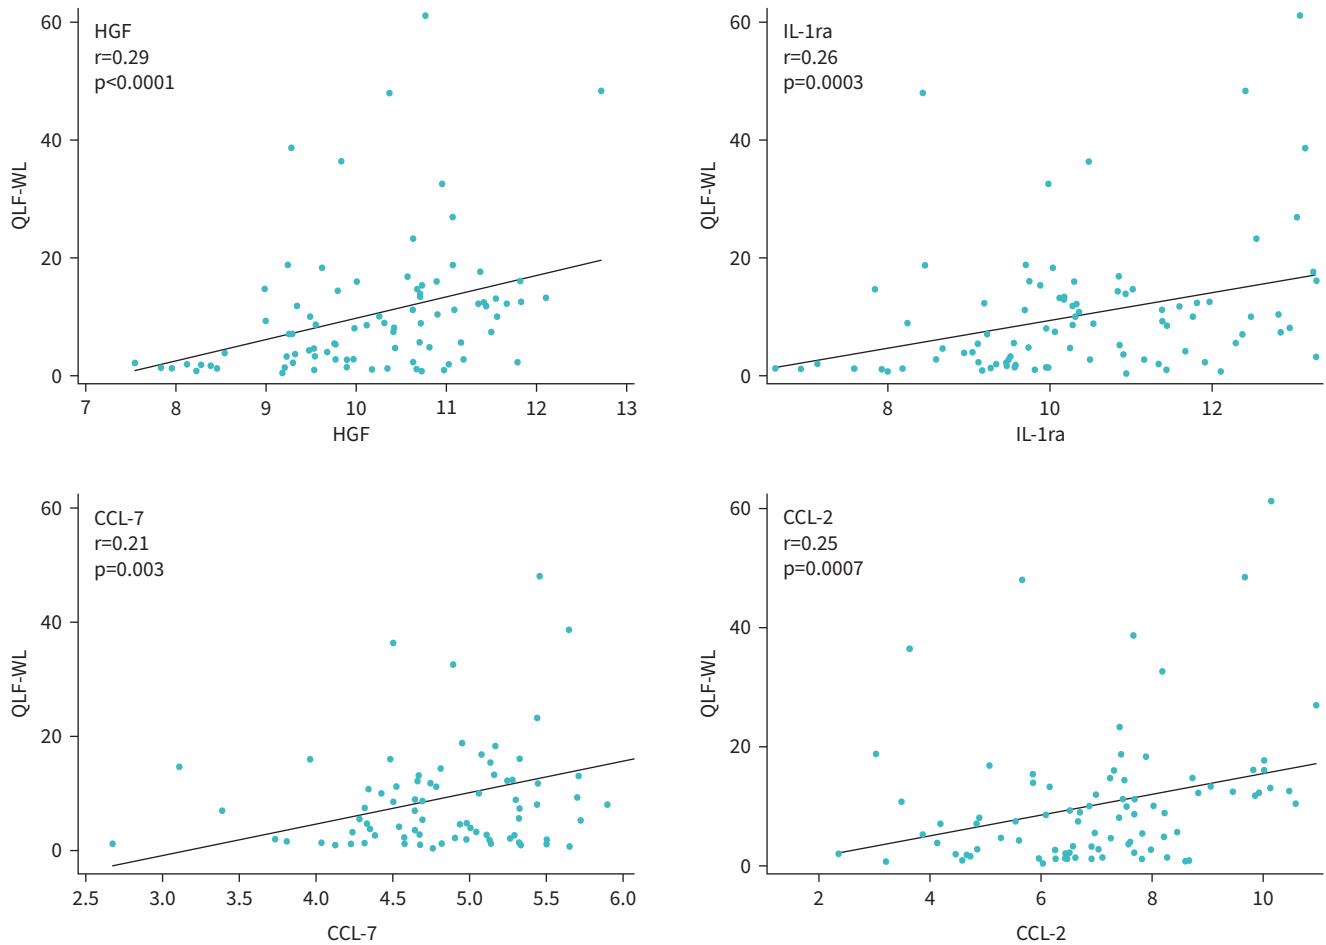 HGF
r=0.29
p<0.0001
QLF-WL
60
40
20
0
7 8 9 10 11 12 13
HGF
IL-1ra
r=0.26
p=0.0003
QLF-WL
60
40
20
0
8 10 12
IL-1ra
CCL-7
r=0.21
p=0.003
QLF-WL
60
40
20
0
2.5 3.0 3.5 4.0 4.5 5.0 5.5 6.0
CCL-7
CCL-2
r=0.25
p=0.0007
QLF-WL
60
40
20
0
2 4 6 8 10
CCL-2